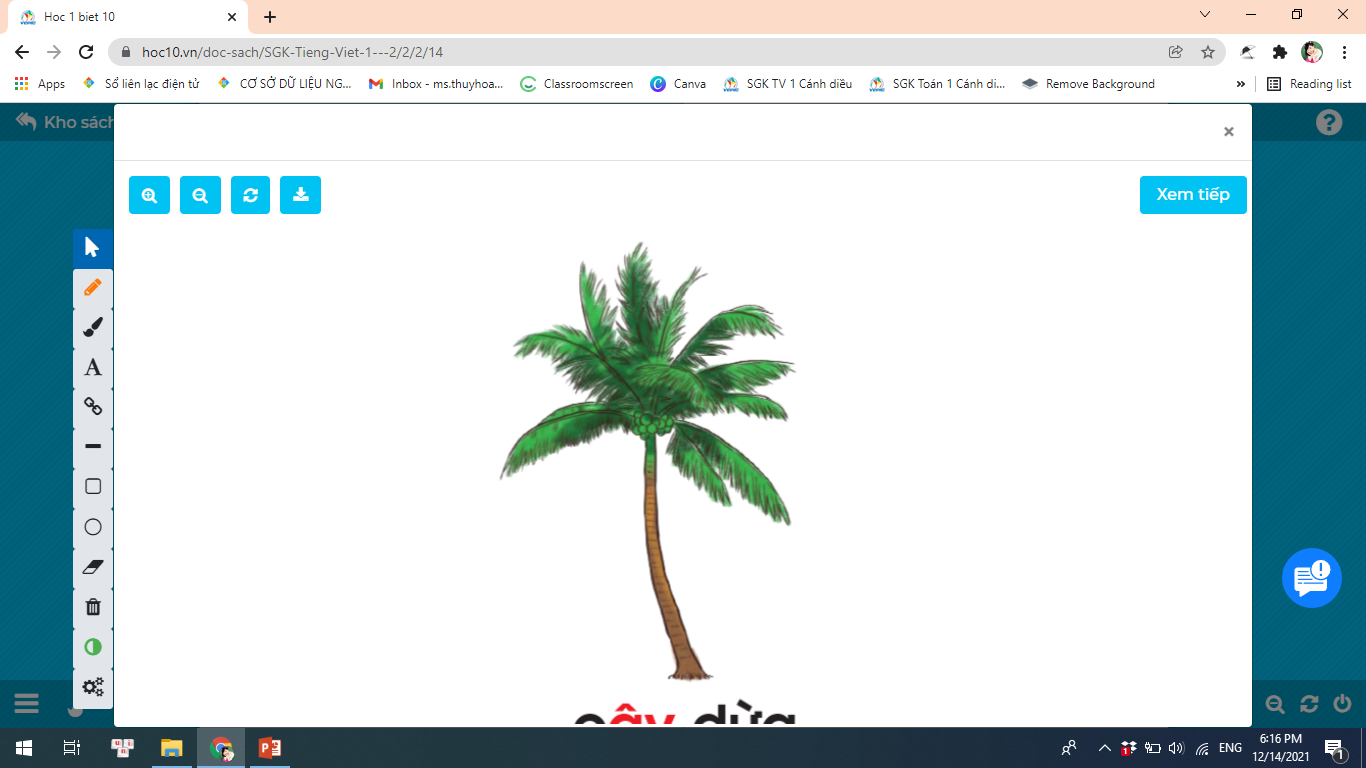 Hoc 1 biet 10
hoc10.vn/doc-sach/SGK-Tieng-Viet-1---2/2/2/14
Apps Sổ liên lạc điện tử CƠ SỞ DỮ LIỆU NG... Inbox - ms.thuyhoa... Classroomscreen Canva SGK TV 1 Cánh diều SGK Toán 1 Cánh di... Remove Background » Reading list
Kho sách
Xem tiếp
A
cây dừa
ENG
6:16 PM
12/14/2021